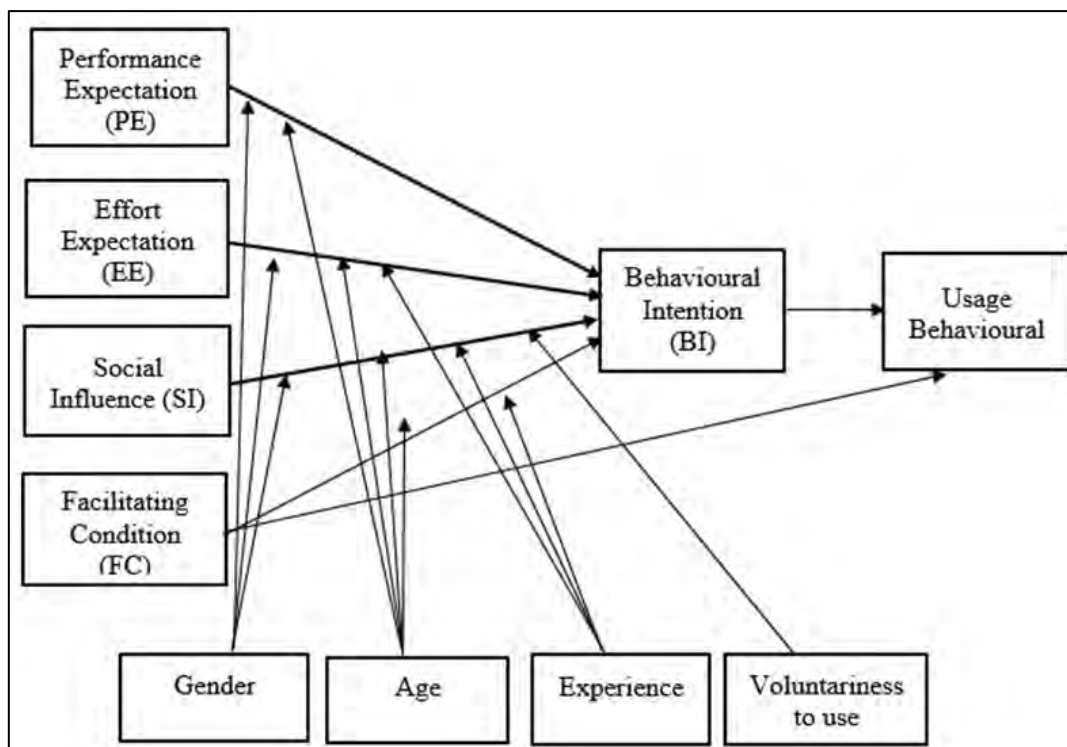 Performance
Expectation
(PE)
Effort
Expectation
(EE)
Social
Influence (SI)
Facilitating
Condition
(FC)
Behavioural
Intention
(BI)
Usage
Behavioural
Gender
Age
Experience
Voluntariness
to use